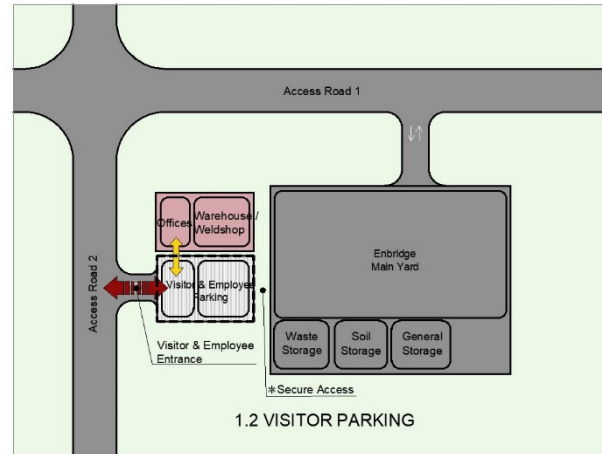 Access Road 1
Offices
Warehouse /
Weldshop
Enbridge
Main Yard
Access Road 2
Visitor & Employee
Parking
Visitor & Employee
Entrance
Waste
Storage
Soil
Storage
General
Storage
*Secure Access
1.2 VISITOR PARKING